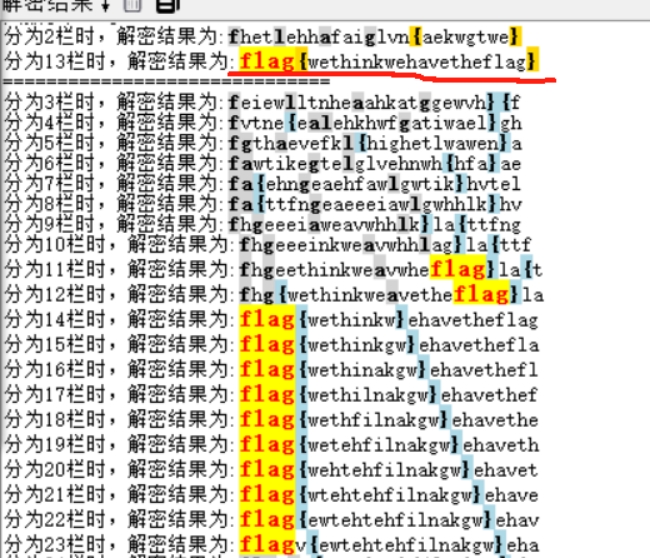 解密结果
分为2栏时，解密结果为:fhetlehhafaiglvn{aekwgtwe}
分为13栏时，解密结果为:flag{wethinkwehavetheflag}
==============================
分为3栏时，解密结果为:feiewlltnheaahkatggewvh}{f
分为4栏时，解密结果为:fvtne{ealehkhwfgatiwael}gh
分为5栏时，解密结果为:fgthaevefkl{highetlwawen}a
分为6栏时，解密结果为:fawtikegtelglvehnwh{hfa}ae
分为7栏时，解密结果为:fa{ehngeaehfawlgwtik}hvtel
分为8栏时，解密结果为:fa{ttfngeaeeeiawlgwhhlk}hv
分为9栏时，解密结果为:fhgeeeiaweavwhhlk}la{ttfng
分为10栏时，解密结果为:fhgeeeinkweavwhhlag}la{ttf
分为11栏时，解密结果为:fhgeethinkweavwheflag}la{t
分为12栏时，解密结果为:fhg{wethinkweavetheflag}la
分为14栏时，解密结果为:flag{wethinkw}ehavetheflag
分为15栏时，解密结果为:flag{wethinkgw}ehavethefla
分为16栏时，解密结果为:flag{wethinakgw}ehavethefl
分为17栏时，解密结果为:flag{wethilnakgw}ehavethef
分为18栏时，解密结果为:flag{wethfilnakgw}ehavethe
分为19栏时，解密结果为:flag{wetehfilnakgw}ehaveth
分为20栏时，解密结果为:flag{wehtehfilnakgw}ehavet
分为21栏时，解密结果为:flag{wtehtehfilnakgw}ehave
分为22栏时，解密结果为:flag{ewtehtehfilnakgw}ehav
分为23栏时，解密结果为:flagv{ewtehtehfilnakgw}eha